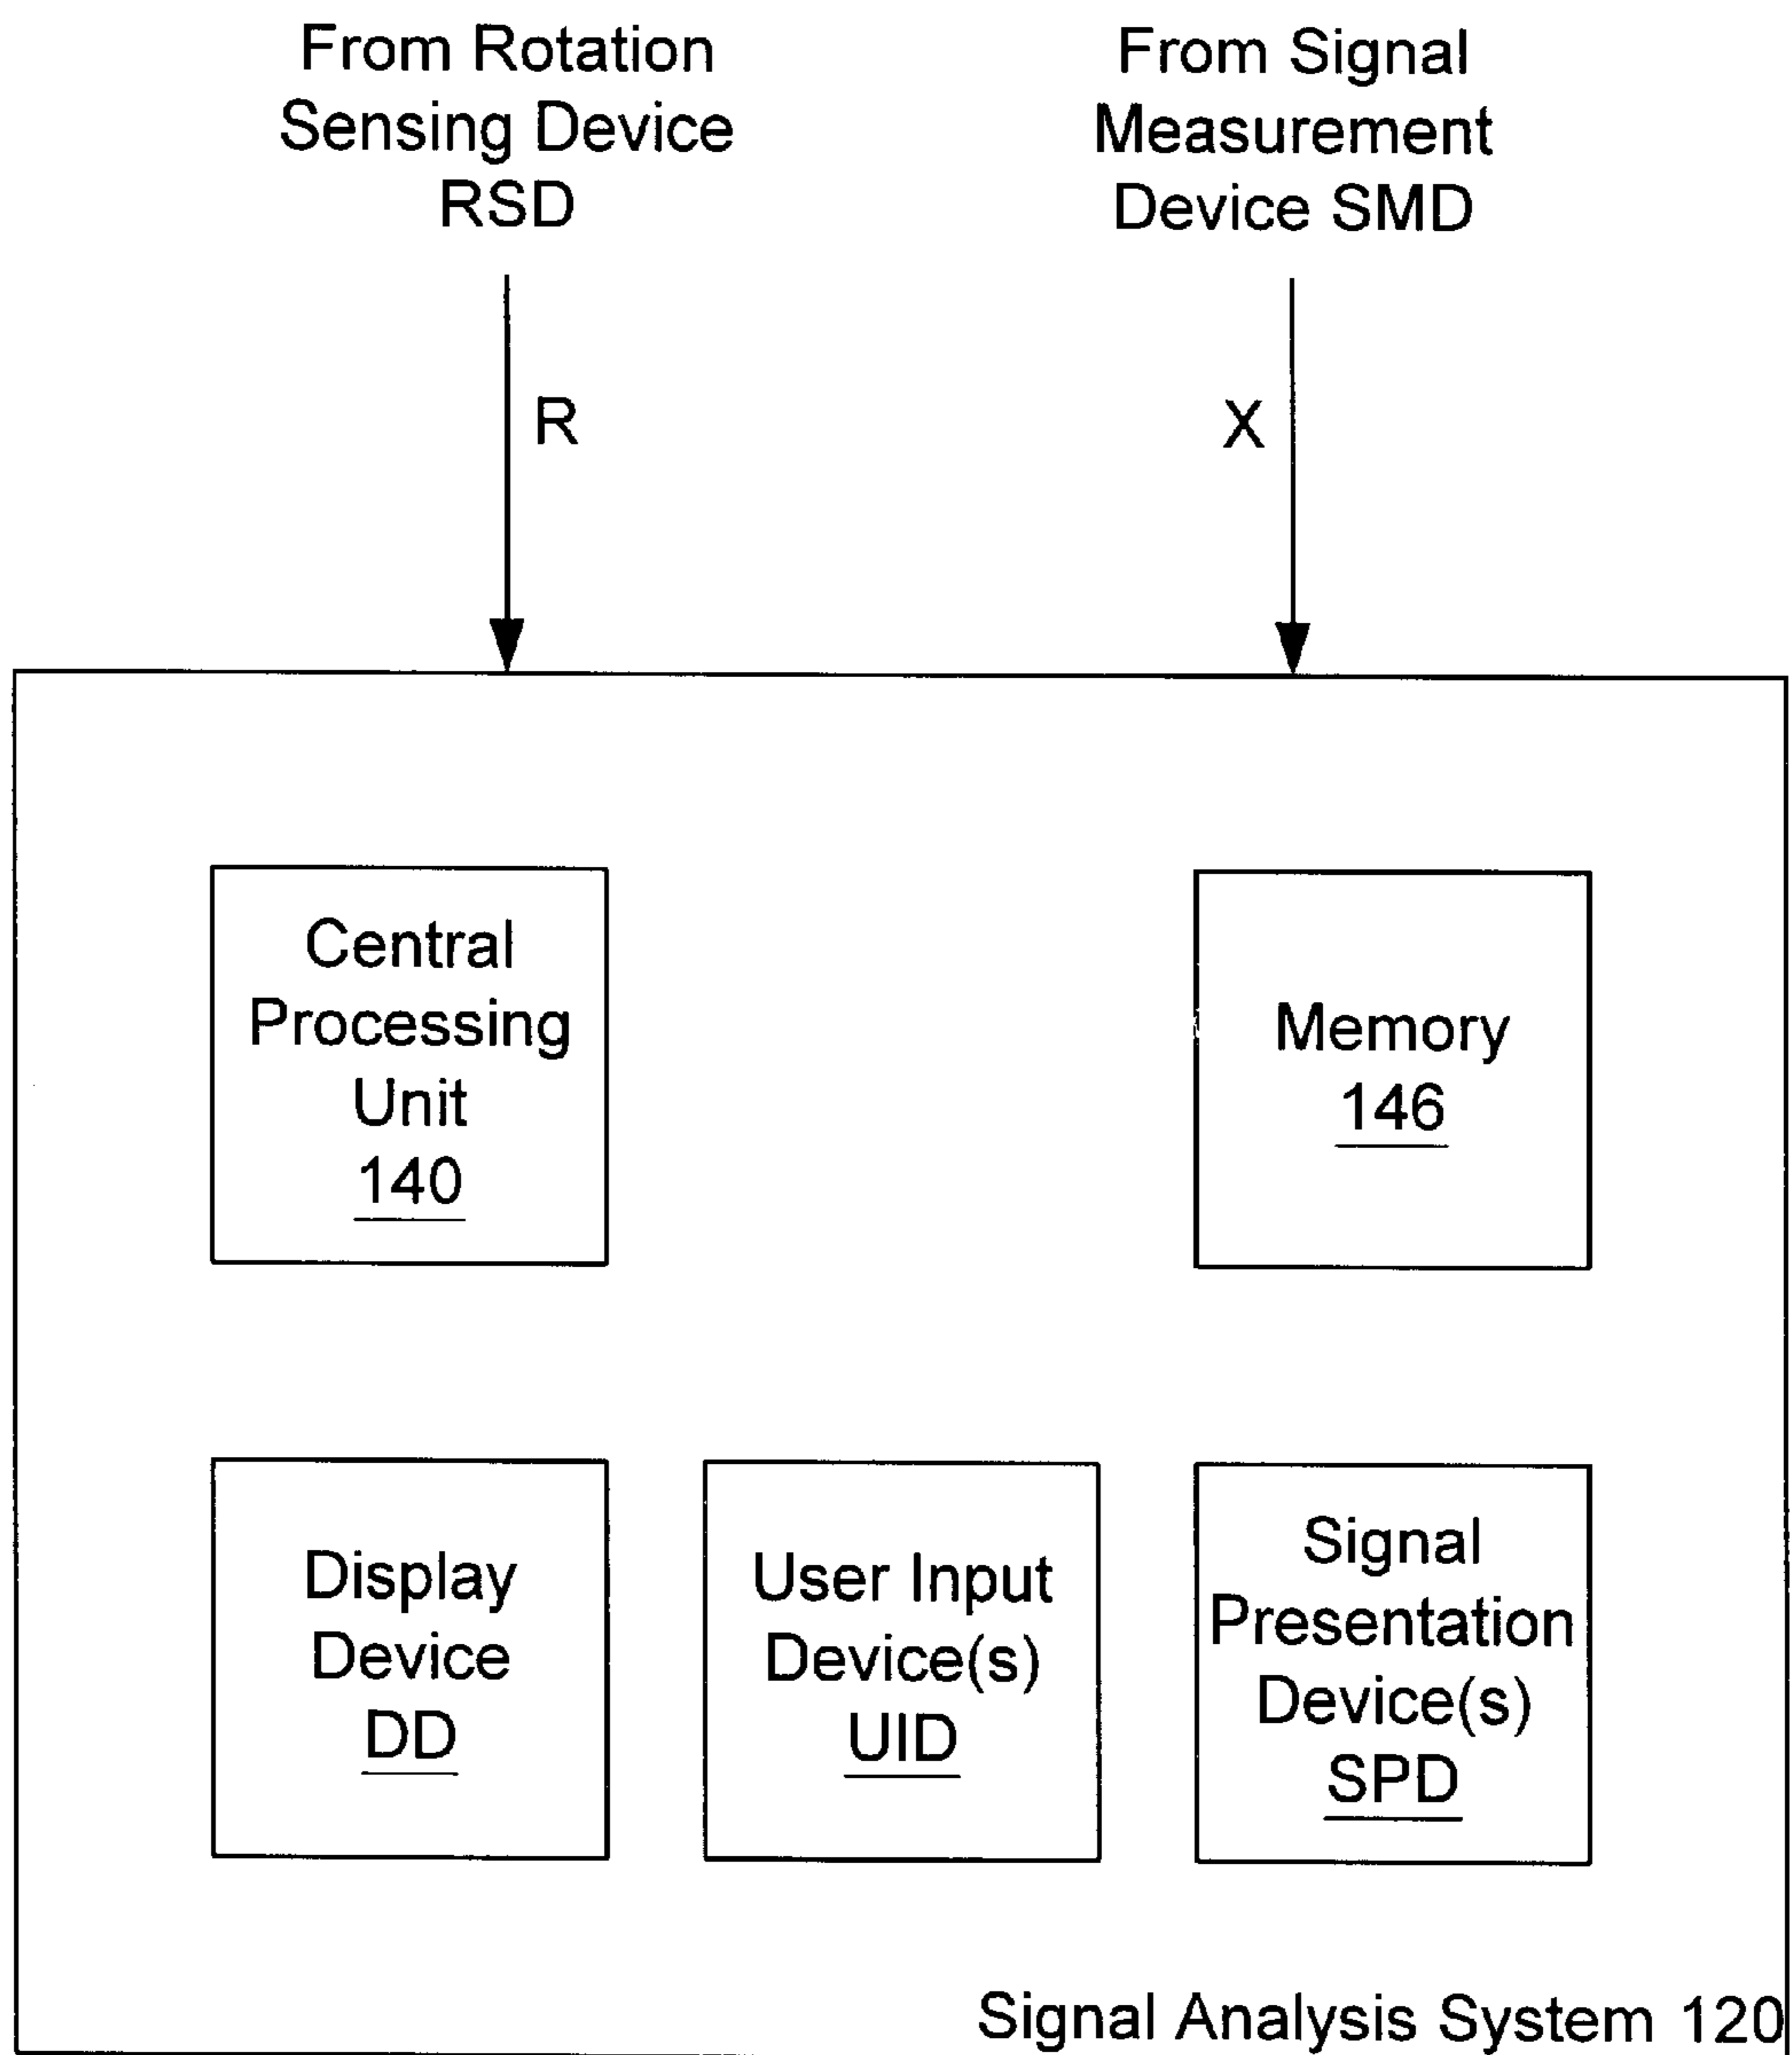 From Rotation
Sensing Device
RSD
From Signal
Measurement
Device SMD
R
X
Central
Processing
Unit
140
Memory
146
Display
Device
DD
User Input
Device(s)
UID
Signal
Presentation
Device(s)
SPD
Signal Analysis System 120